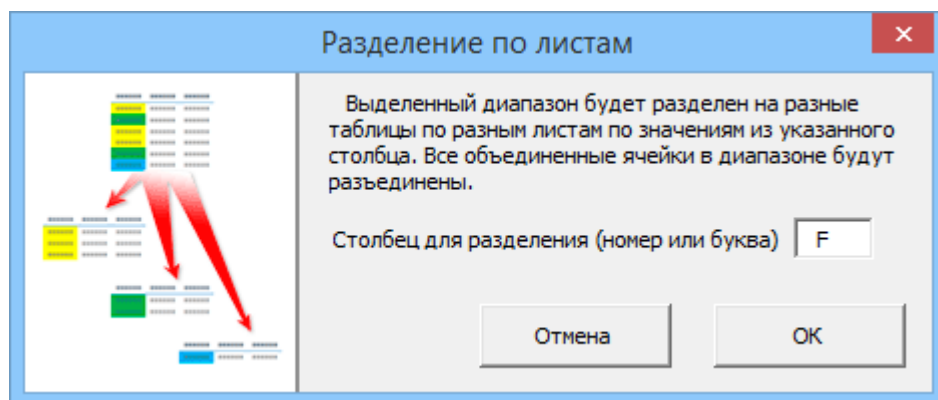 Разделение по листам
Выделенный диапазон будет разделен на разные
таблицы по разным листам по значениям из указанного
столбца. Все объединенные ячейки в диапазоне будут
разъединены.
Столбец для разделения (номер или буква) F
Отмена OK